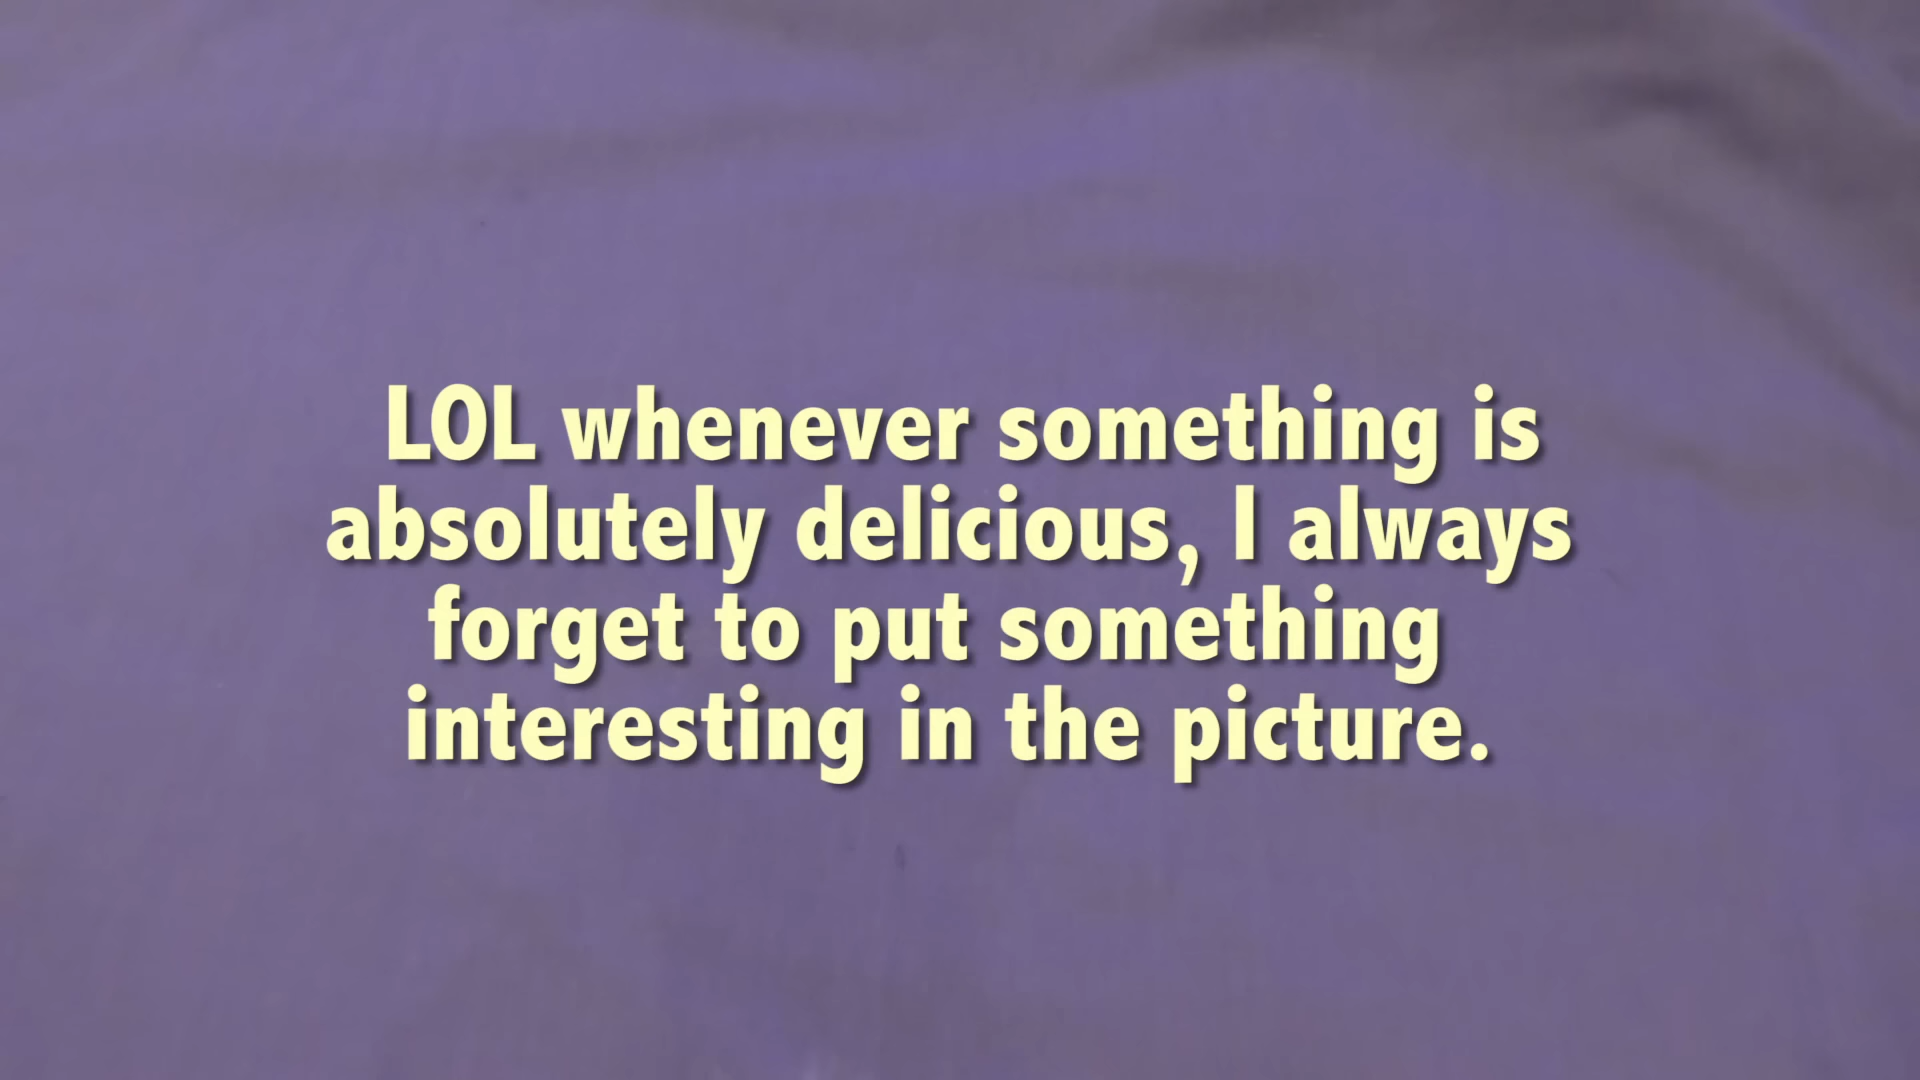 LOL whenever something is
absolutely delicious, I always
forget to put something
interesting in the picture.